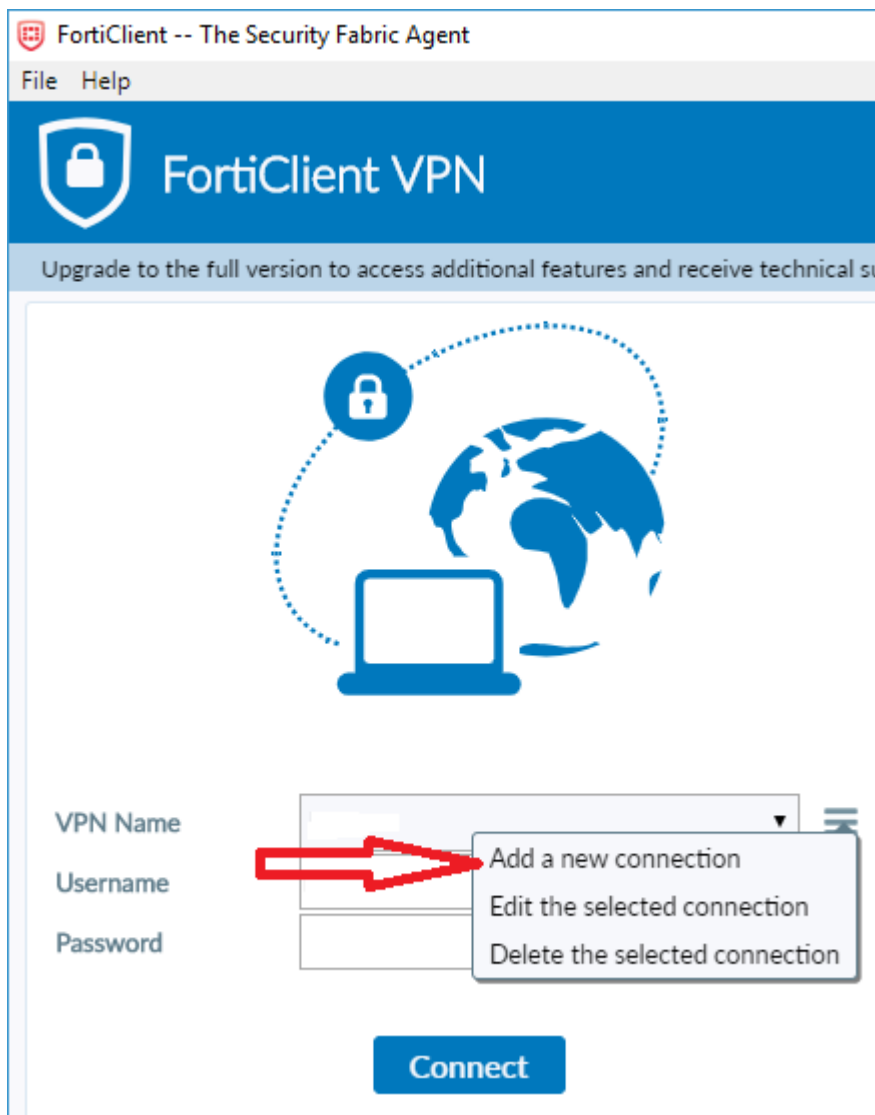 FortiClient -- The Security Fabric Agent
File Help
FortiClient VPN
Upgrade to the full version to access additional features and receive technical
VPN Name
Add a new connection
Username
Edit the selected connection
Password
Delete the selected connection
Connect